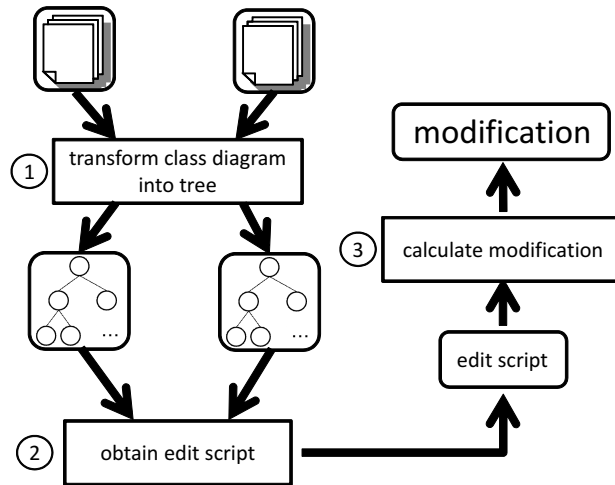 1
transform class diagram
into tree
...
...
2
obtain edit script
edit script
3
calculate modification
modification